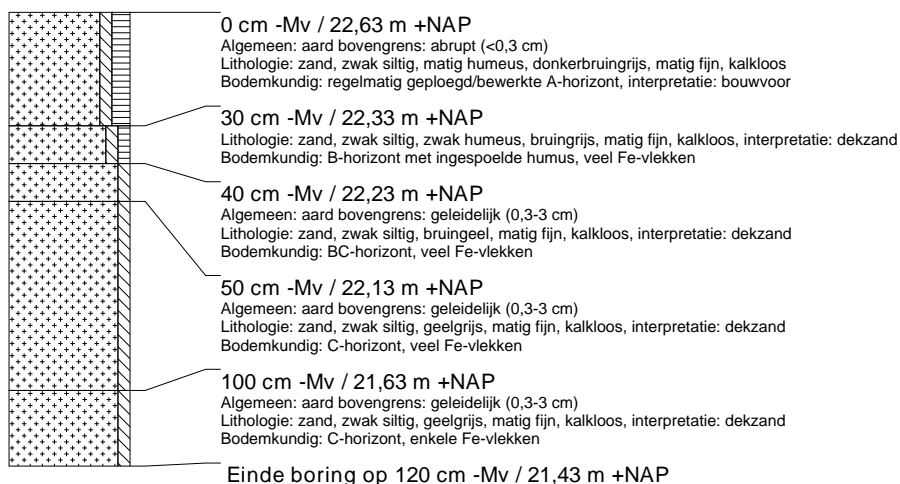 0 cm -Mv / 22,63 m +NAP
Algemeen: aard bovengrens: abrupt (<0,3 cm)
Lithologie: zand, zwak siltig, matig humeus, donkerbruingrijs, matig fijn, kalkloos
Bodemkundig: regelmatig geploegd/bewerkte A-horizont, interpretatie: bouwvoor
30 cm -Mv / 22,33 m +NAP
Lithologie: zand, zwak siltig, zwak humeus, bruingrijs, matig fijn, kalkloos, interpretatie: dekzand
Bodemkundig: B-horizont met ingespoelde humus, veel Fe-vlekken
40 cm -Mv / 22,23 m +NAP
Algemeen: aard bovengrens: geleidelijk (0,3-3 cm)
Lithologie: zand, zwak siltig, bruingeel, matig fijn, kalkloos, interpretatie: dekzand
Bodemkundig: BC-horizont, veel Fe-vlekken
50 cm -Mv / 22,13 m +NAP
Algemeen: aard bovengrens: geleidelijk (0,3-3 cm)
Lithologie: zand, zwak siltig, geelgrijs, matig fijn, kalkloos, interpretatie: dekzand
Bodemkundig: C-horizont, veel Fe-vlekken
100 cm -Mv / 21,63 m +NAP
Algemeen: aard bovengrens: geleidelijk (0,3-3 cm)
Lithologie: zand, zwak siltig, geelgrijs, matig fijn, kalkloos, interpretatie: dekzand
Bodemkundig: C-horizont, enkele Fe-vlekken
Einde boring op 120 cm -Mv / 21,43 m +NAP